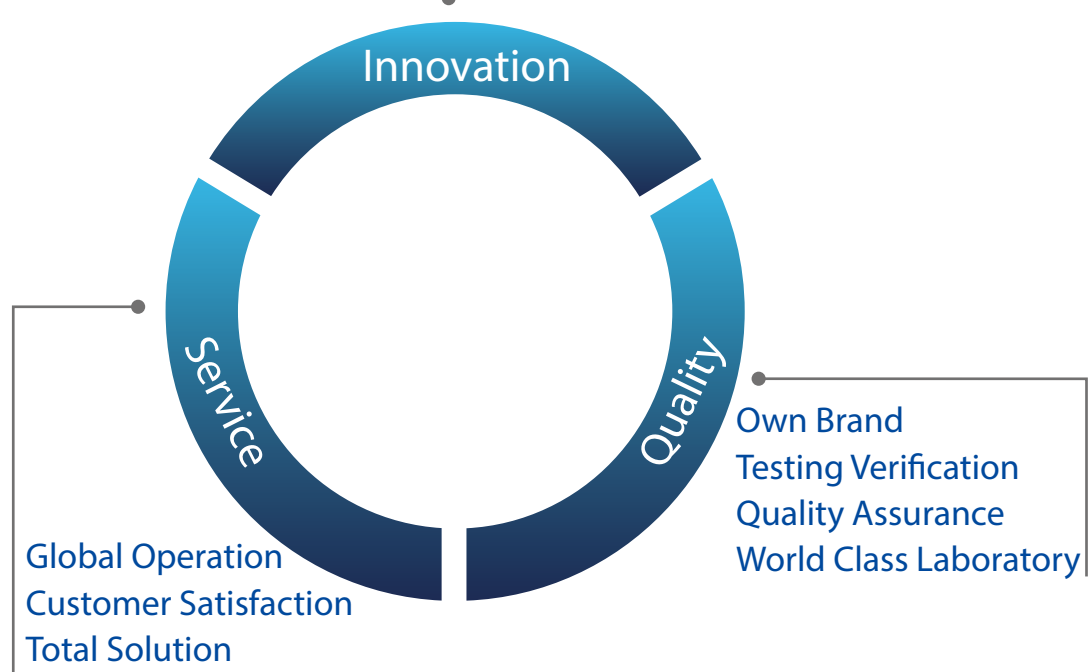 Innovation
Service
Quality
Own Brand
Testing Verification
Quality Assurance
World Class Laboratory
Global Operation
Customer Satisfaction
Total Solution